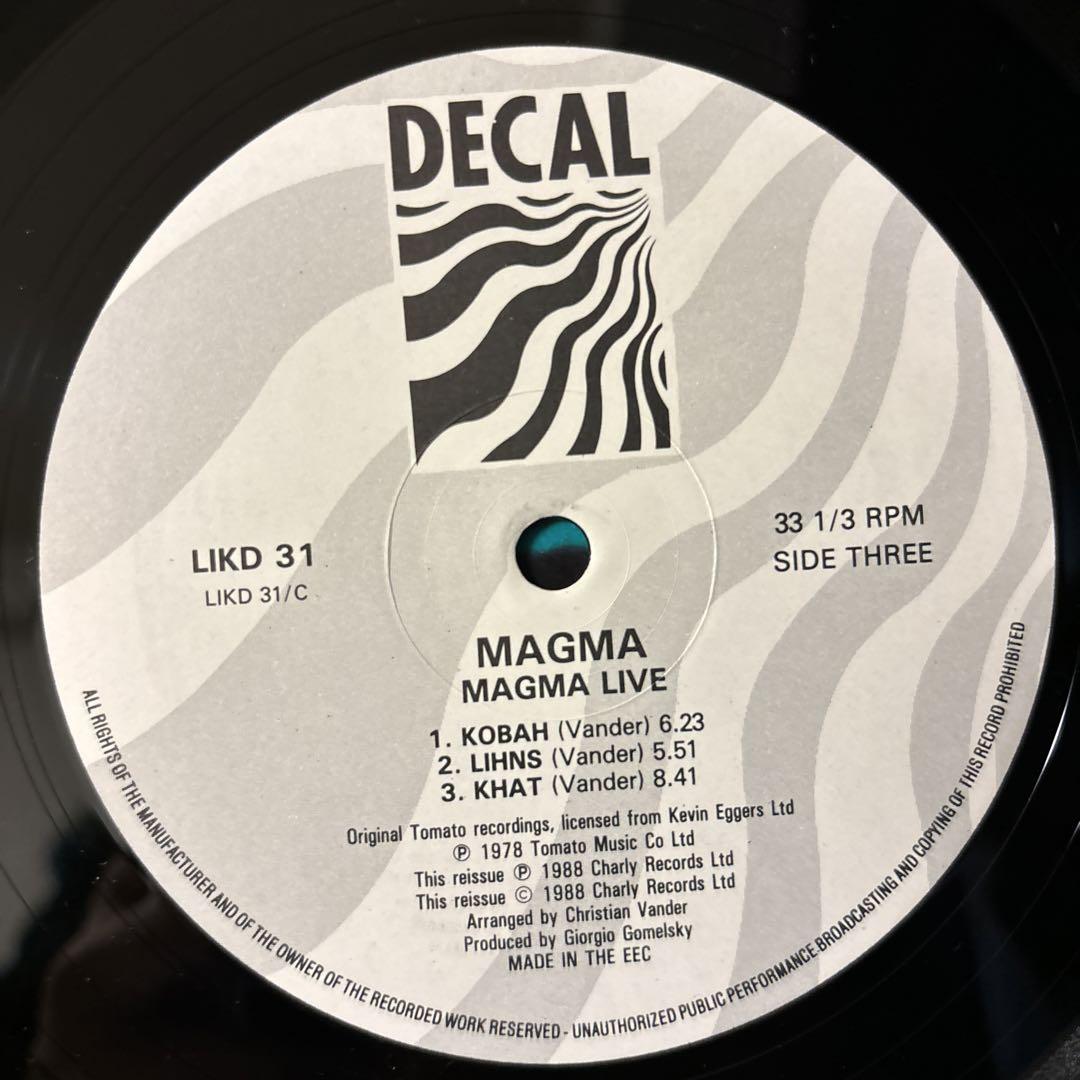 DECAL
LIKD 31
LIKD 31/C
33 1/3 RPM
SIDE THREE
MAGMA
MAGMA LIVE
1. KOBAH (Vander) 6.23
2. LIHNS (Vander) 5.51
3. KHAT (Vander) 8.41
Original Tomato recordings, licensed from Kevin Eggers Ltd
℗ 1978 Tomato Music Co Ltd
This reissue ℗ 1988 Charly Records Ltd
This reissue © 1988 Charly Records Ltd
Arranged by Christian Vander
Produced by Giorgio Gomelsky
MADE IN THE EEC
ALL RIGHTS OF THE MANUFACTURER AND OF THE OWNER OF THE RECORDED WORK RESERVED - UNAUTHORIZED PUBLIC PERFORMANCE BROADCASTING AND COPYING OF THIS RECORD PROHIBITED